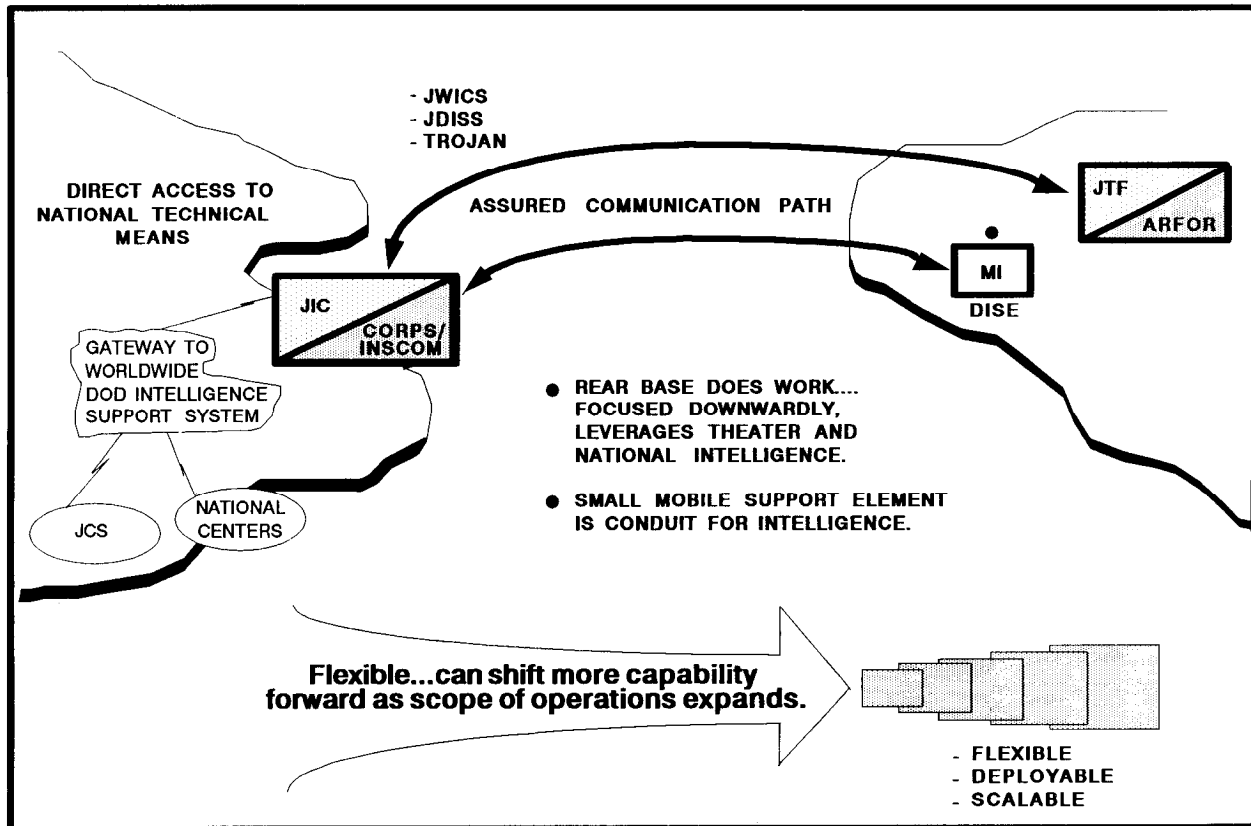 - JWICS
- JDISS
- TROJAN
DIRECT ACCESS TO
NATIONAL TECHNICAL
MEANS
ASSURED COMMUNICATION PATH
JTF
ARFOR
MI
DISE
JIC
CORPS/
INSCOM
GATEWAY TO
WORLDWIDE
DOD INTELLIGENCE
SUPPORT SYSTEM
JCS
NATIONAL
CENTERS
● REAR BASE DOES WORK....
FOCUSED DOWNWARDLY,
LEVERAGES THEATER AND
NATIONAL INTELLIGENCE.
● SMALL MOBILE SUPPORT ELEMENT
IS CONDUIT FOR INTELLIGENCE.
Flexible...can shift more capability
forward as scope of operations expands.
- FLEXIBLE
- DEPLOYABLE
- SCALABLE